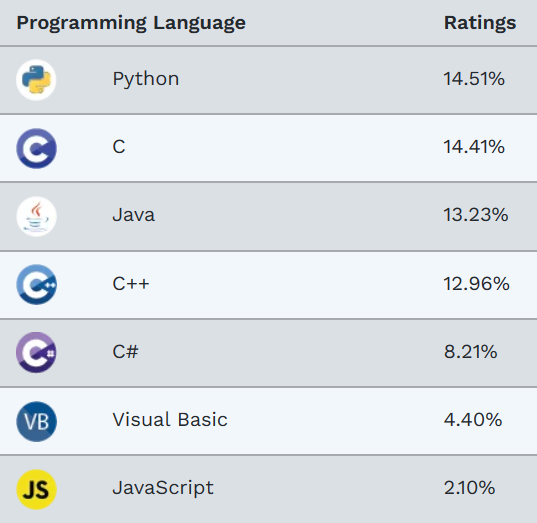 Programming Language Ratings
Python 14.51%
C 14.41%
Java 13.23%
C++ 12.96%
C# 8.21%
VB Visual Basic 4.40%
JS JavaScript 2.10%